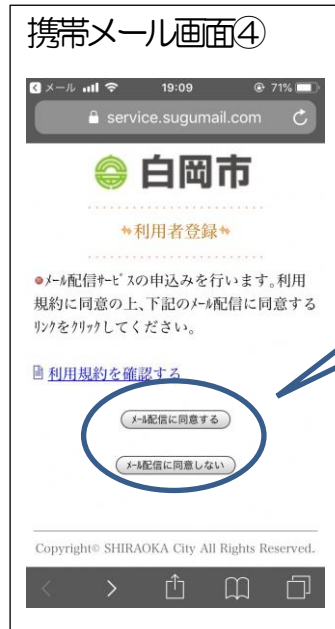 携帯メール画面④
メール 19:09 71%
service.sugumail.com
白岡市
利用者登録
●ﾒｰﾙ配信ｻｰﾋﾞｽの申込みを行います。利用
規約に同意の上、下記のﾒｰﾙ配信に同意する
ﾘﾝｸをｸﾘｯｸしてください。
利用規約を確認する
ﾒｰﾙ配信に同意する
ﾒｰﾙ配信に同意しない
Copyright© SHIRAOKA City All Rights Reserved.